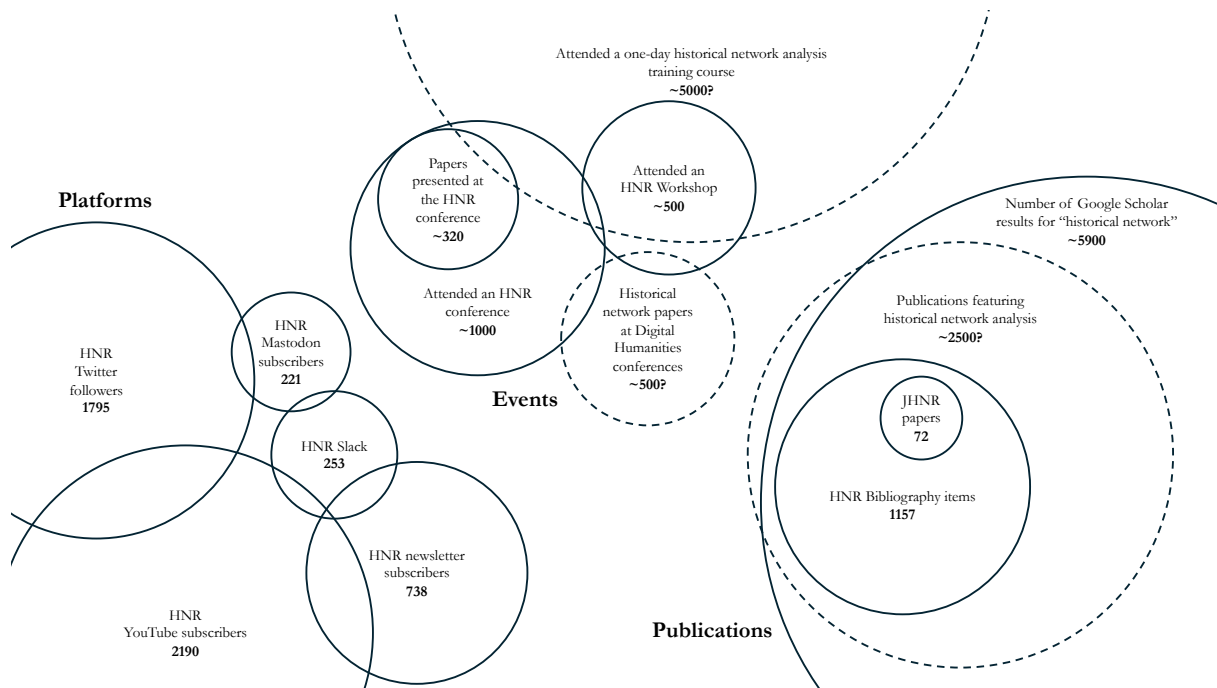 Attended a one-day historical network analysis
training course
~5000?
Papers
presented at
the HNR
conference
~320
Attended an
HNR Workshop
~500
Attended an HNR
conference
~1000
Historical
network papers
at Digital
Humanities
conferences
~500?
Events
Platforms
HNR
Twitter
followers
1795
HNR
Mastodon
subscribers
221
HNR Slack
253
HNR newsletter
subscribers
738
HNR
YouTube subscribers
2190
Number of Google Scholar
results for “historical network”
~5900
Publications featuring
historical network analysis
~2500?
JHNR
papers
72
HNR Bibliography items
1157
Publications